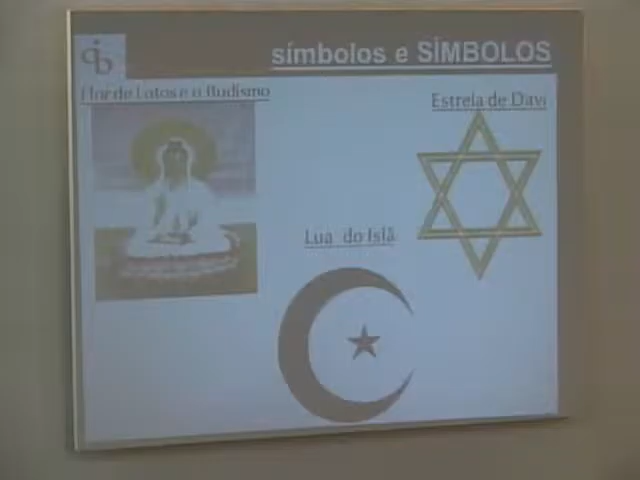 símbolos e SÍMBOLOS
Flor de Lotos e o Budismo
Estrela de Davi
Lua do Islã